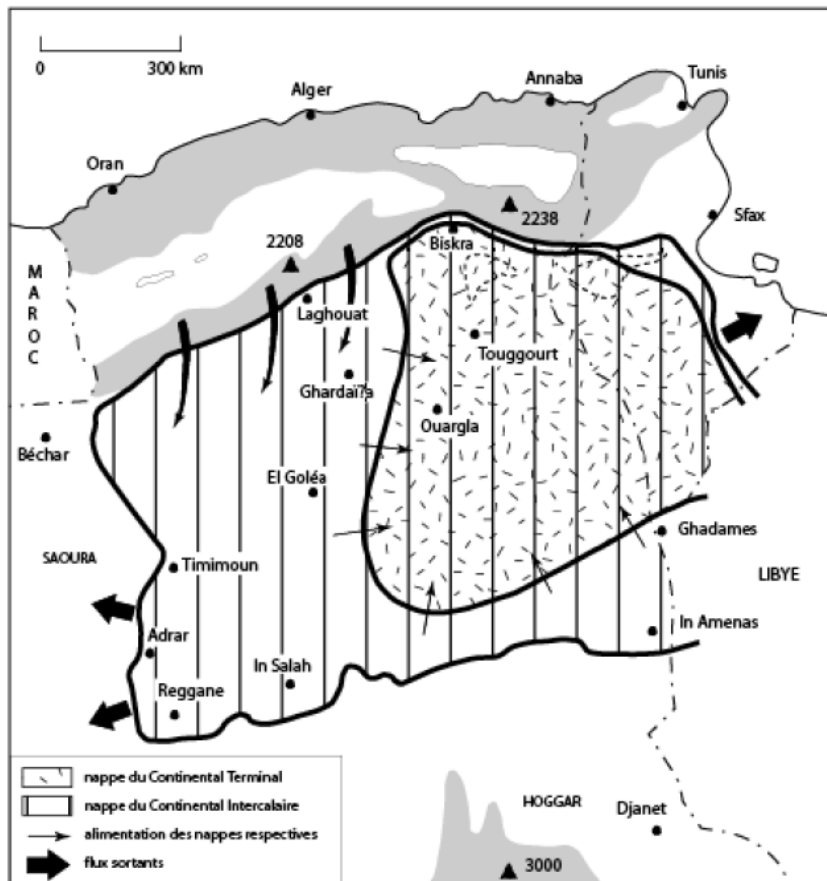 0 300 km
Tunis
Annaba
Alger
Oran
2238
Sfax
2208
Biskra
MAROC
Laghouat
Touggourt
Ghardaï?a
Ouargla
Béchar
El Goléa
Ghadames
SAOURA
Timimoun
LIBYE
In Amenas
Adrar
In Salah
Reggane
nappe du Continental Terminal
nappe du Continental Intercalaire
HOGGAR
Djanet
alimentation des nappes respectives
flux sortants
3000